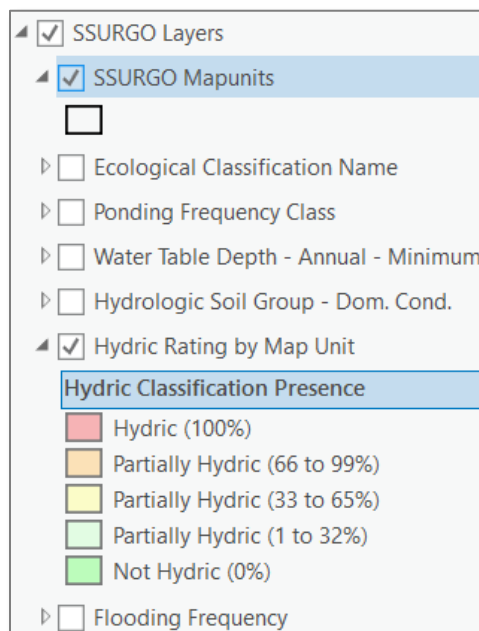 SSURGO Layers
SSURGO Mapunits
Ecological Classification Name
Ponding Frequency Class
Water Table Depth - Annual - Minimum
Hydrologic Soil Group - Dom. Cond.
Hydric Rating by Map Unit
Hydric Classification Presence
Hydric (100%)
Partially Hydric (66 to 99%)
Partially Hydric (33 to 65%)
Partially Hydric (1 to 32%)
Not Hydric (0%)
Flooding Frequency